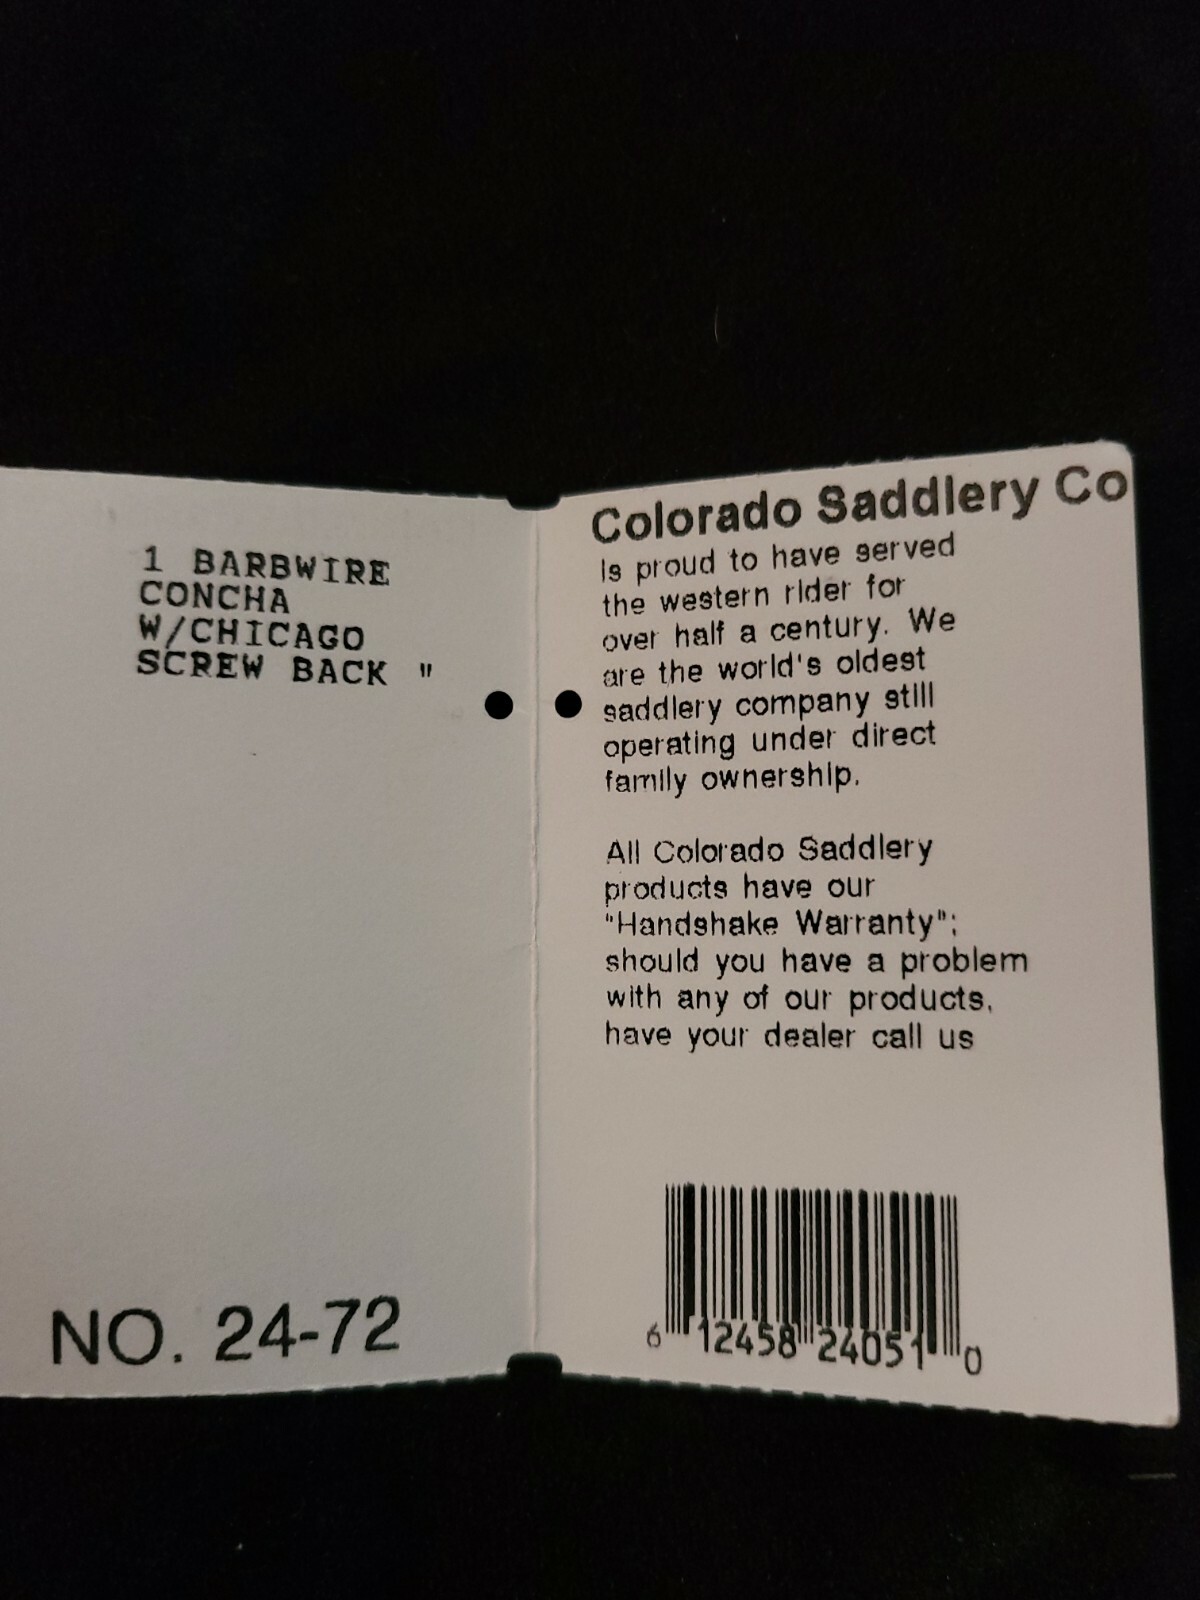 1 BARBWIRE
CONCHA
W/CHICAGO
SCREW BACK "
NO. 24-72
Colorado Saddlery Co
is proud to have served
the western rider for
over half a century. We
are the world's oldest
saddlery company still
operating under direct
family ownership.
All Colorado Saddlery
products have our
"Handshake Warranty";
should you have a problem
with any of our products,
have your dealer call us
6 12458 24051 0